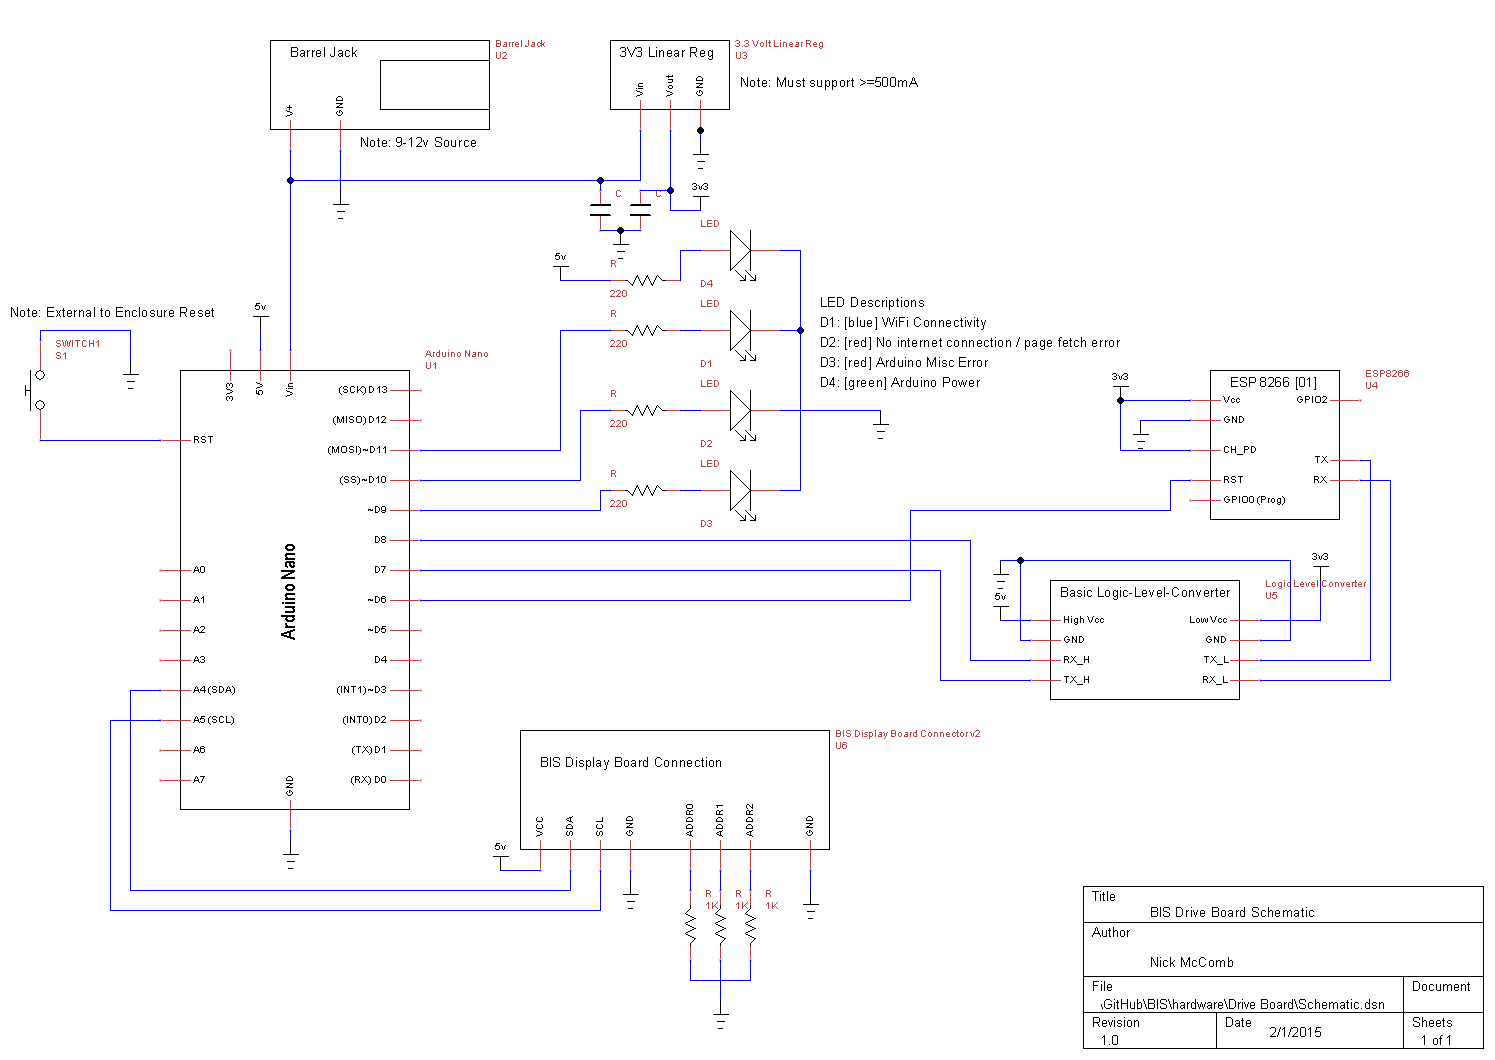 Barrel Jack
V+
GND
Barrel Jack
U2
Note: 9-12v Source
3V3 Linear Reg
Vin
Vout
GND
3.3 Volt Linear Reg
U3
Note: Must support >=500mA
C
C
3v3
5v
R
220
LED
D4
R
220
LED
D1
R
220
LED
D2
R
220
LED
D3
LED Descriptions
D1: [blue] WiFi Connectivity
D2: [red] No internet connection / page fetch error
D3: [red] Arduino Misc Error
D4: [green] Arduino Power
Note: External to Enclosure Reset
SWITCH1
S1
5v
Arduino Nano
U1
3V3
5V
Vin
RST
A0
A1
A2
A3
A4(SDA)
A5(SCL)
A6
A7
Arduino Nano
GND
(SCK)D13
(MISO)D12
(MOSI)~D11
(SS)~D10
~D9
D8
D7
~D6
~D5
D4
(INT1)~D3
(INT0)D2
(TX)D1
(RX)D0
3v3
ESP8266 [01]
ESP8266
U4
Vcc
GND
CH_PD
RST
GPIO0(Prog)
GPIO2
TX
RX
5v
3v3
Basic Logic-Level-Converter
Logic Level Converter
U5
High Vcc
GND
RX_H
TX_H
Low Vcc
GND
TX_L
RX_L
BIS Display Board Connection
BIS Display Board Connector v2
U6
5v
VCC
SDA
SCL
GND
ADDR0
ADDR1
ADDR2
GND
R
1K
R
1K
R
1K
Title
BIS Drive Board Schematic
Author
Nick McComb
File
\GitHub\BIS\hardware\Drive Board\Schematic.dsn
Document
Revision
1.0
Date
2/1/2015
Sheets
1 of 1